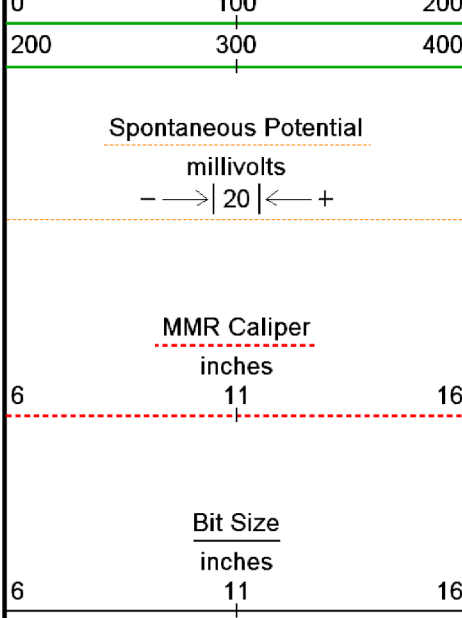 0 100 200
200 300 400
Spontaneous Potential
millivolts
− 20 +
MMR Caliper
inches
6 11 16
Bit Size
inches
6 11 16